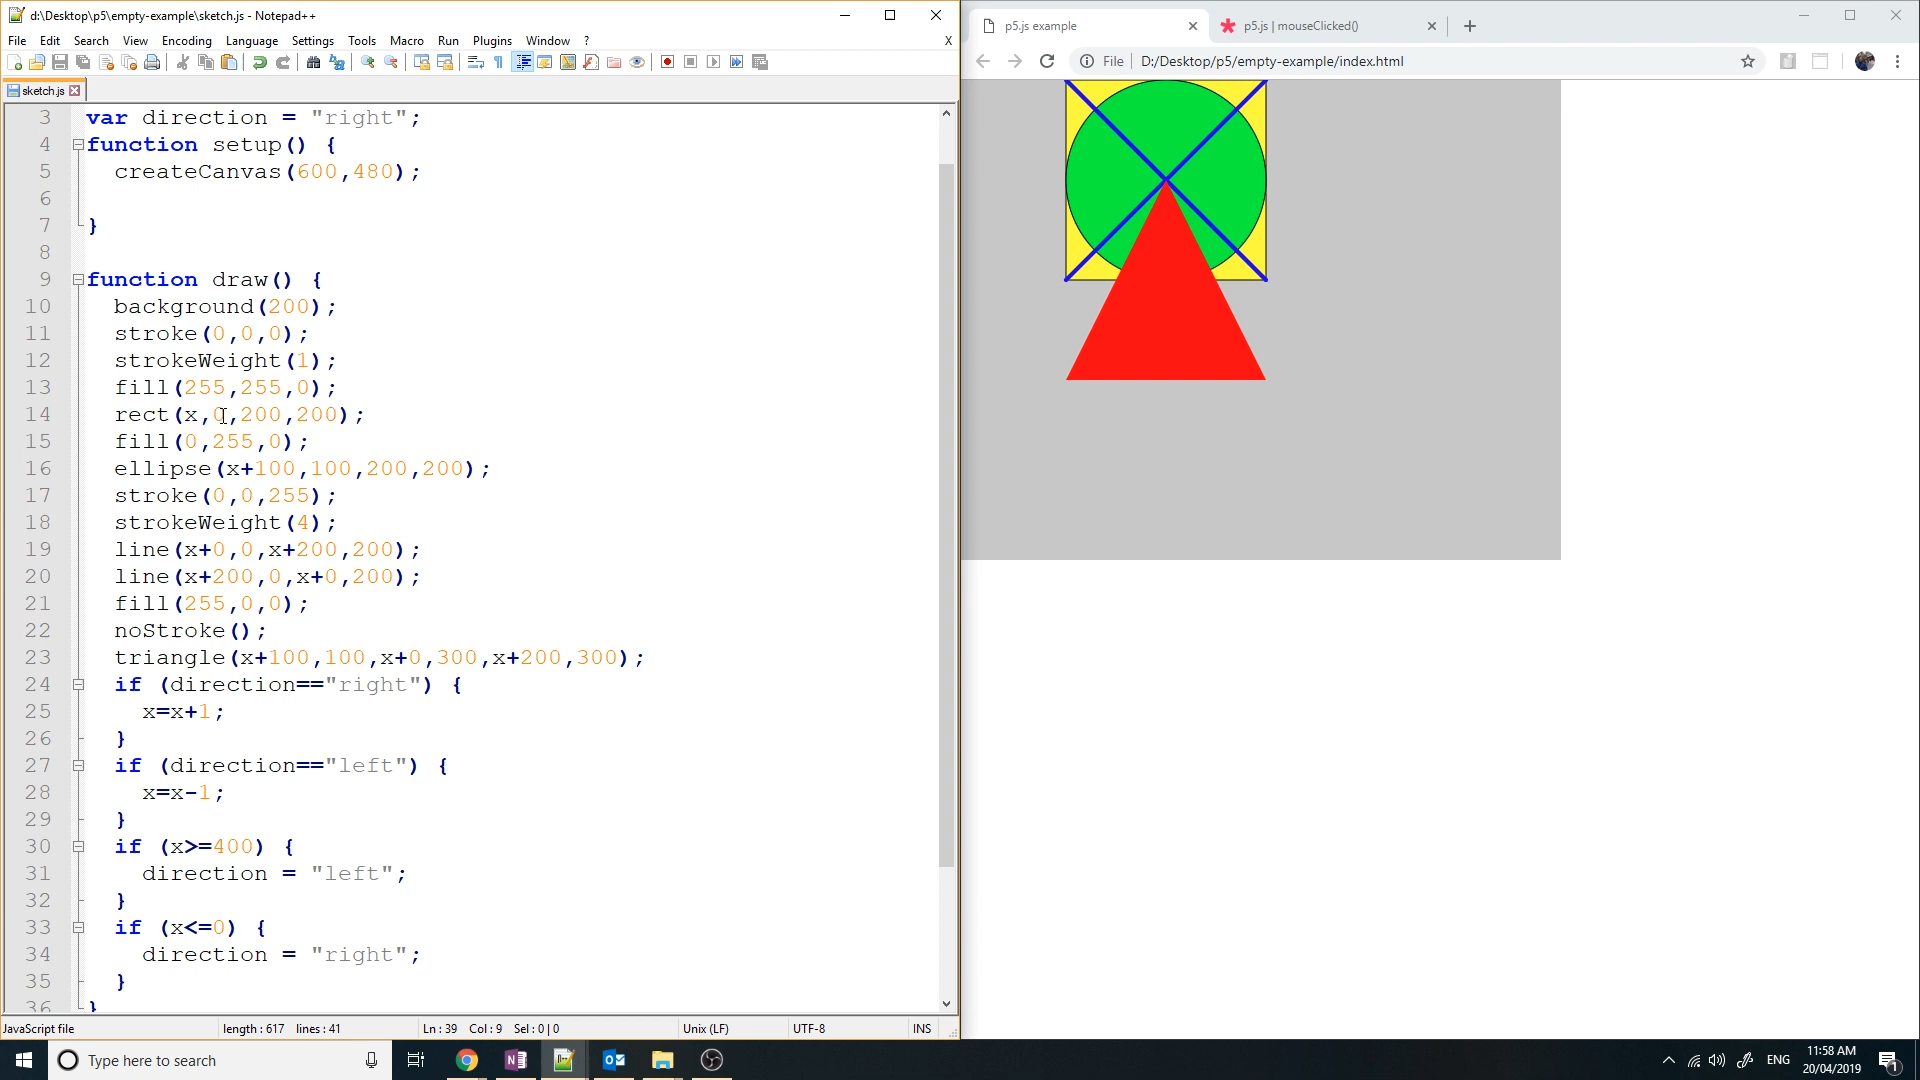 d:\Desktop\p5\empty-example\sketch.js - Notepad++
File Edit Search View Encoding Language Settings Tools Macro Run Plugins Window ? X
sketch.js
3 var direction = "right";
4 function setup() {
5 createCanvas(600,480);
6
7 }
8
9 function draw() {
10 background(200);
11 stroke(0,0,0);
12 strokeWeight(1);
13 fill(255,255,0);
14 rect(x,0,200,200);
15 fill(0,255,0);
16 ellipse(x+100,100,200,200);
17 stroke(0,0,255);
18 strokeWeight(4);
19 line(x+0,0,x+200,200);
20 line(x+200,0,x+0,200);
21 fill(255,0,0);
22 noStroke();
23 triangle(x+100,100,x+0,300,x+200,300);
24 if (direction=="right") {
25 x=x+1;
26 }
27 if (direction=="left") {
28 x=x-1;
29 }
30 if (x>=400) {
31 direction = "left";
32 }
33 if (x<=0) {
34 direction = "right";
35 }
36 }
JavaScript file length : 617 lines : 41 Ln : 39 Col : 9 Sel : 0 | 0 Unix (LF) UTF-8 INS
p5.js example
p5.js | mouseClicked()
File D:/Desktop/p5/empty-example/index.html
Type here to search
ENG
11:58 AM
20/04/2019
1